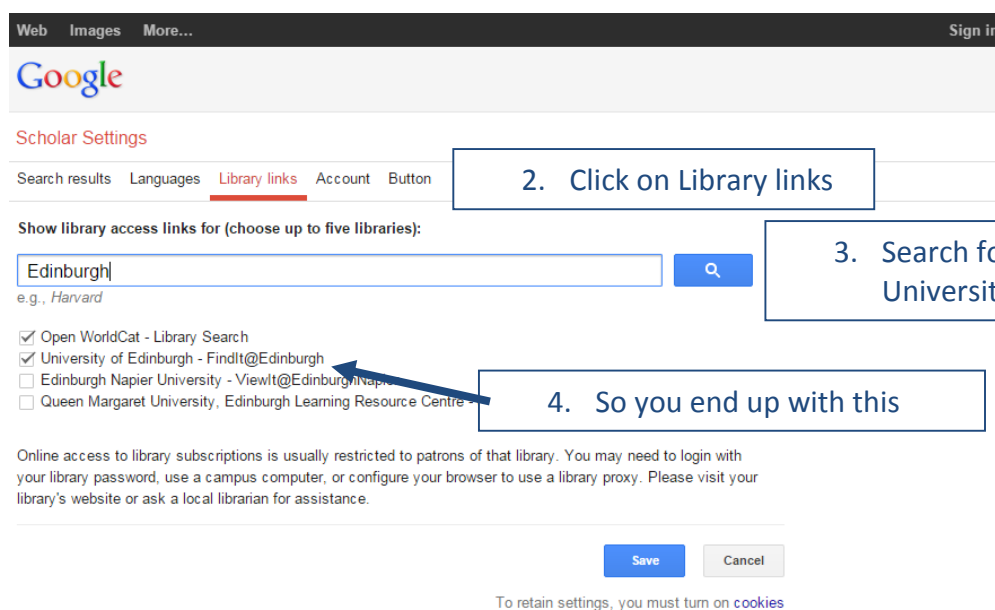 Web Images More... Sign in
Google
Scholar Settings
Search results Languages Library links Account Button
2. Click on Library links
Show library access links for (choose up to five libraries):
Edinburgh
e.g., Harvard
3. Search
Open WorldCat - Library Search
University of Edinburgh - FindIt@Edinburgh
Edinburgh Napier University - ViewIt@EdinburghNapier
Queen Margaret University, Edinburgh Learning Resource Centre -
4. So you end up with this
Online access to library subscriptions is usually restricted to patrons of that library. You may need to login with
your library password, use a campus computer, or configure your browser to use a library proxy. Please visit your
library's website or ask a local librarian for assistance.
Save Cancel
To retain settings, you must turn on cookies